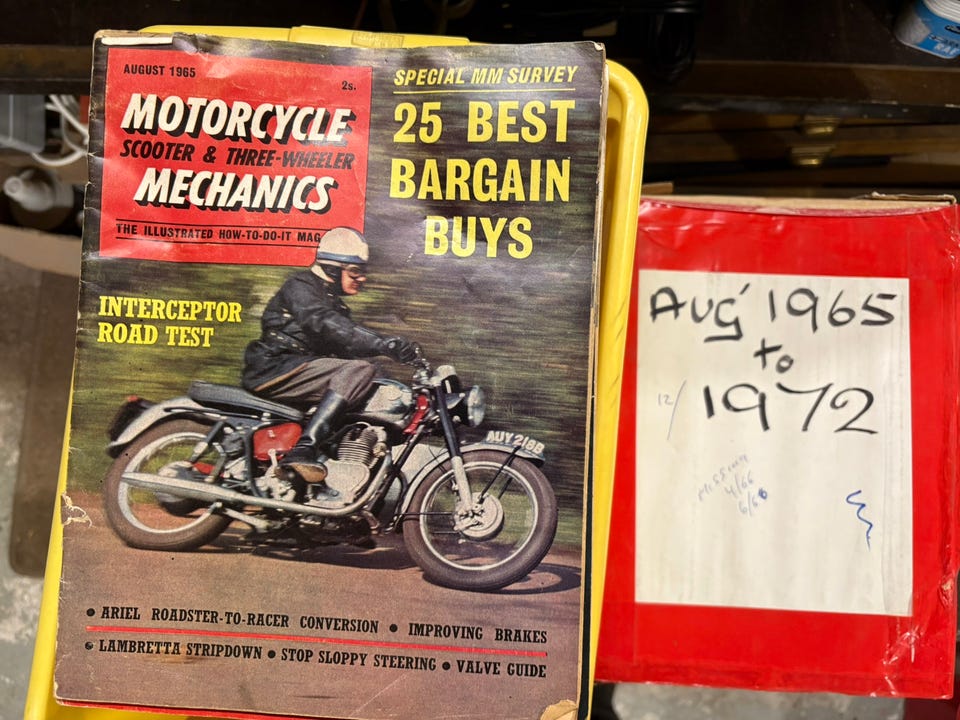 AUGUST 1965
2s.
MOTORCYCLE
SCOOTER & THREE-WHEELER
MECHANICS
THE ILLUSTRATED HOW-TO-DO-IT MAG
SPECIAL MM SURVEY
25 BEST
BARGAIN
BUYS
INTERCEPTOR
ROAD TEST
AUY 218B
• ARIEL ROADSTER-TO-RACER CONVERSION • IMPROVING BRAKES
• LAMBRETTA STRIPDOWN • STOP SLOPPY STEERING • VALVE GUIDE
Aug' 1965
to
12/ 1972
Missing
4/66
6/66